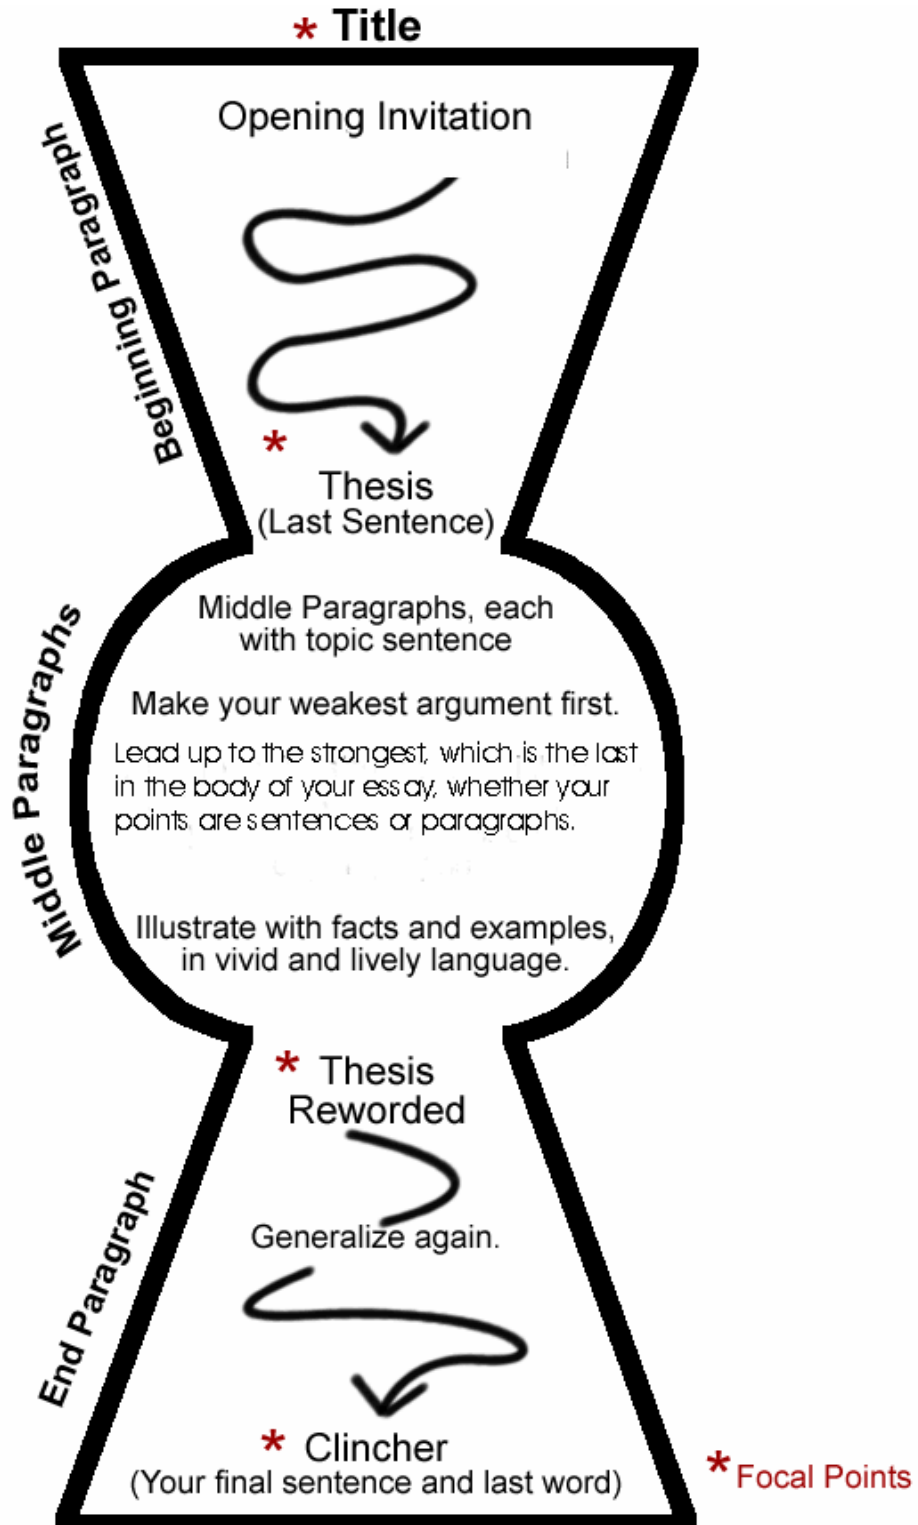 * Title
Opening Invitation
Beginning Paragraph
*
Thesis
(Last Sentence)
Middle Paragraphs
Middle Paragraphs, each
with topic sentence
Make your weakest argument first.
Lead up to the strongest, which is the last
in the body of your essay, whether your
points are sentences or paragraphs.
Illustrate with facts and examples,
in vivid and lively language.
End Paragraph
* Thesis
Reworded
Generalize again.
* Clincher
(Your final sentence and last word)
* Focal Points